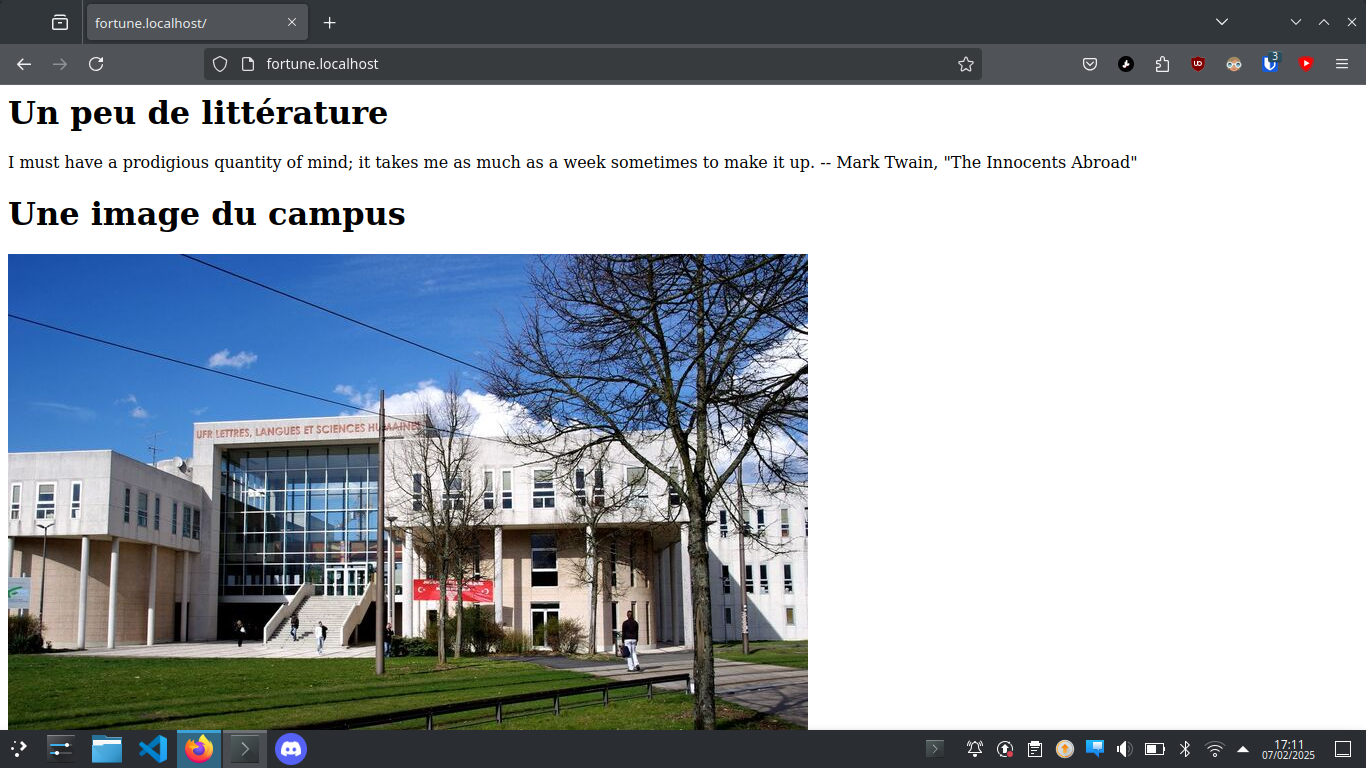 fortune.localhost/
fortune.localhost
3
Un peu de littérature
I must have a prodigious quantity of mind; it takes me as much as a week sometimes to make it up. -- Mark Twain, "The Innocents Abroad"
Une image du campus
UFR LETTRES, LANGUES ET SCIENCES HUMAINES
17:11
07/02/2025